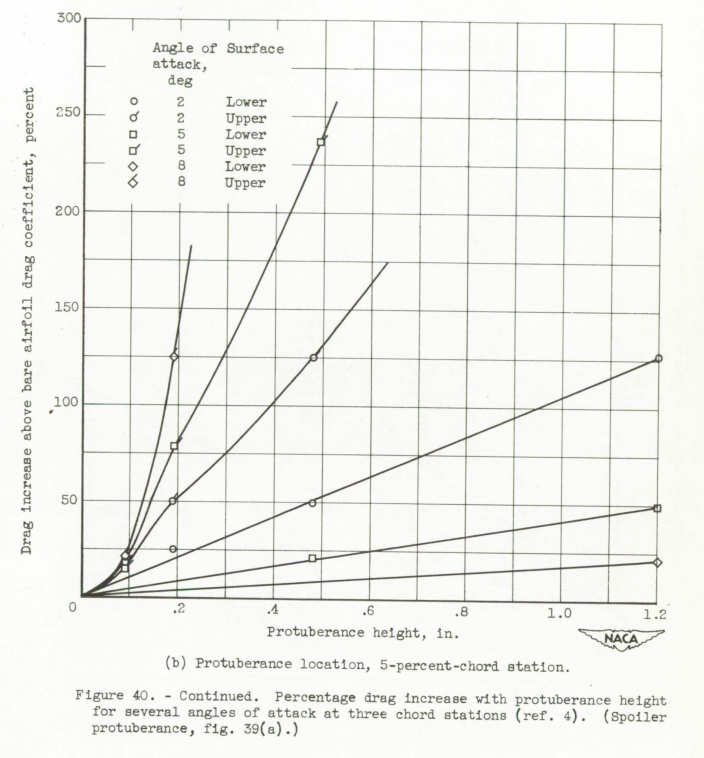 300
250
200
150
100
50
0
.2
.4
.6
.8
1.0
1.2
Drag increase above bare airfoil drag coefficient, percent
Angle of Surface
attack,
deg
2 Lower
2 Upper
5 Lower
5 Upper
8 Lower
8 Upper
Protuberance height, in.
NACA
(b) Protuberance location, 5-percent-chord station.
Figure 40. - Continued. Percentage drag increase with protuberance height
for several angles of attack at three chord stations (ref. 4). (Spoiler
protuberance, fig. 39(a).)